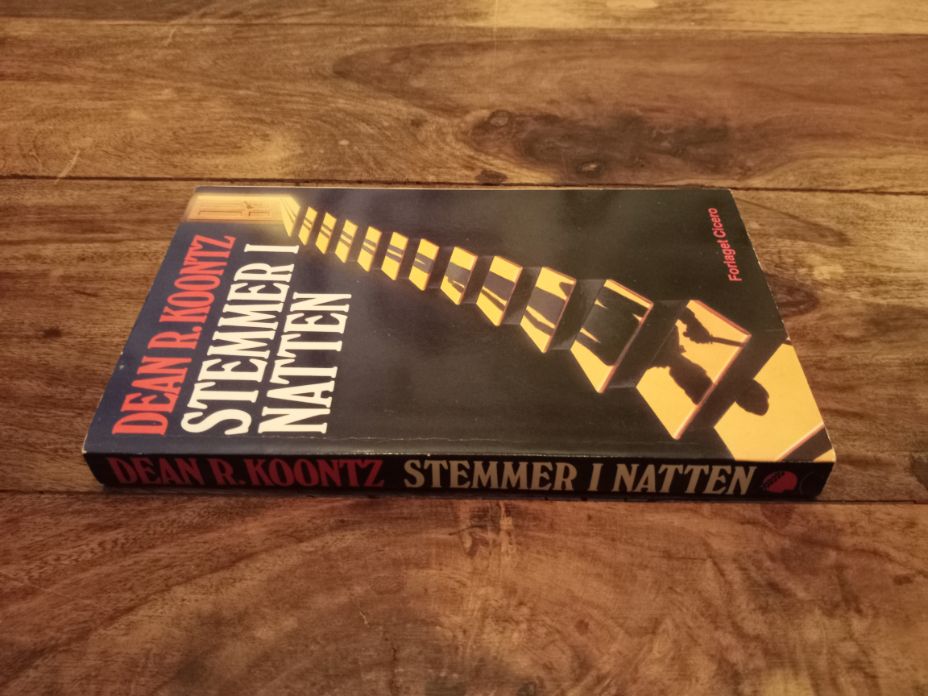 DEAN R. KOONTZ
STEMMER I
NATTEN
Forlaget Cicero
DEAN R. KOONTZ STEMMER I NATTEN